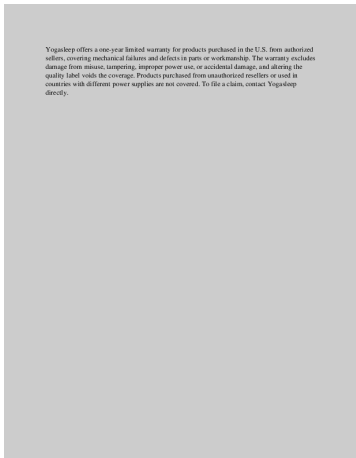 Yogasleep offers a one-year limited warranty for products purchased in the U.S. from authorized
sellers, covering mechanical failures and defects in parts or workmanship. The warranty excludes
damage from misuse, tampering, improper power use, or accidental damage, and altering the
quality label voids the coverage. Products purchased from unauthorized resellers or used in
countries with different power supplies are not covered. To file a claim, contact Yogasleep
directly.